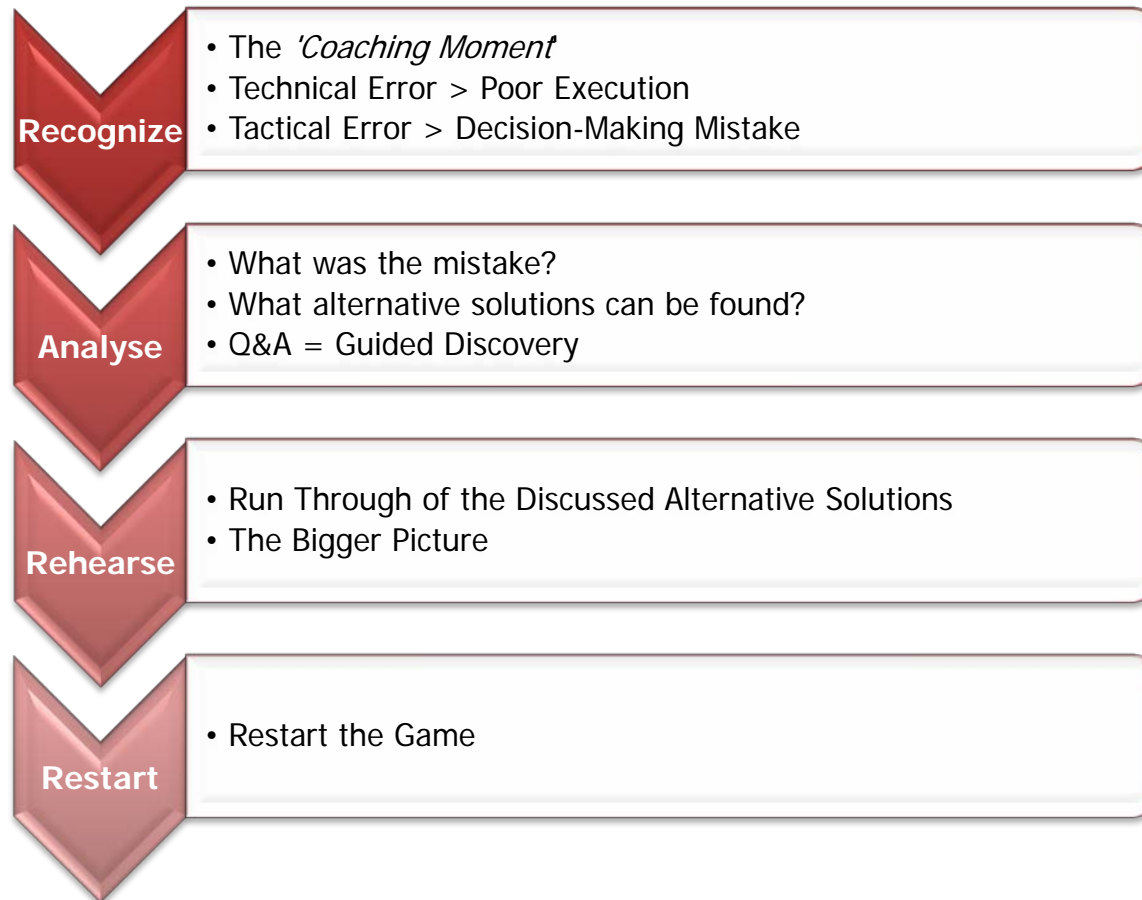 Recognize
• The 'Coaching Moment'
• Technical Error > Poor Execution
• Tactical Error > Decision-Making Mistake
Analyse
• What was the mistake?
• What alternative solutions can be found?
• Q&A = Guided Discovery
Rehearse
• Run Through of the Discussed Alternative Solutions
• The Bigger Picture
Restart
• Restart the Game